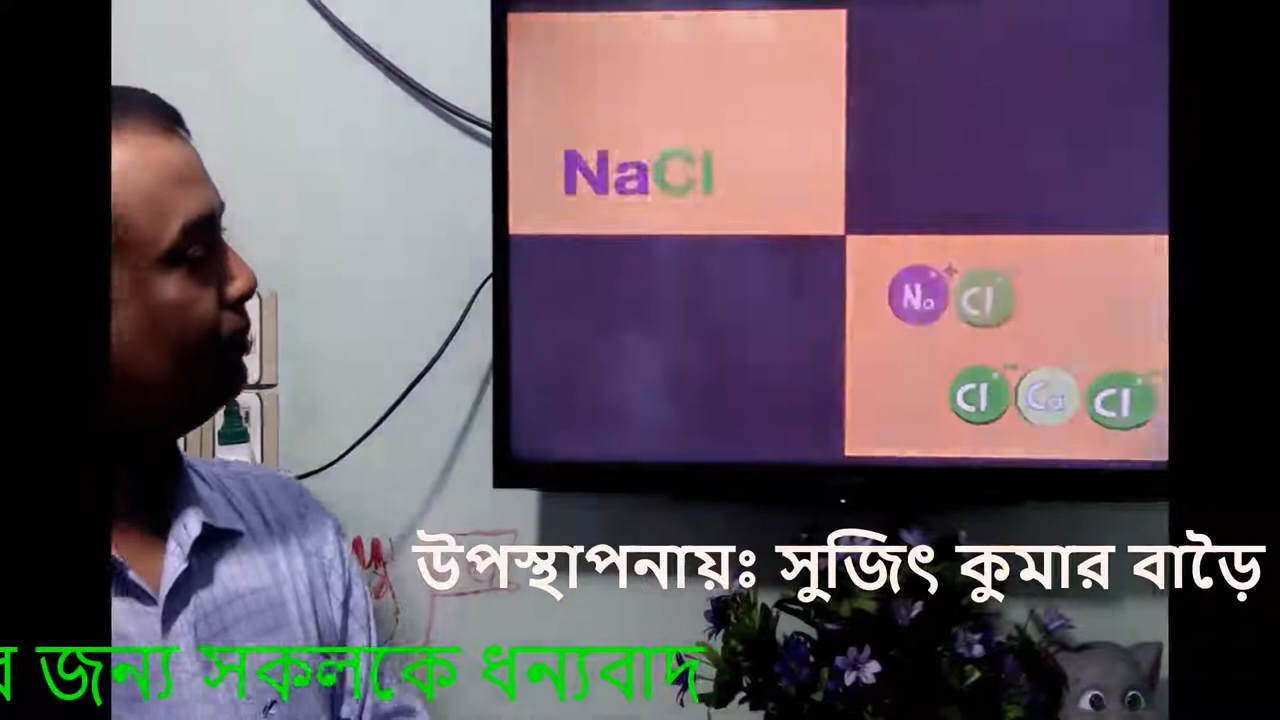 NaCl
Na+ Cl-
Cl- Ca Cl-
উপস্থাপনায়ঃ সুজিৎ কুমার বাড়ৈ
জন্য সকলকে ধন্যবাদ